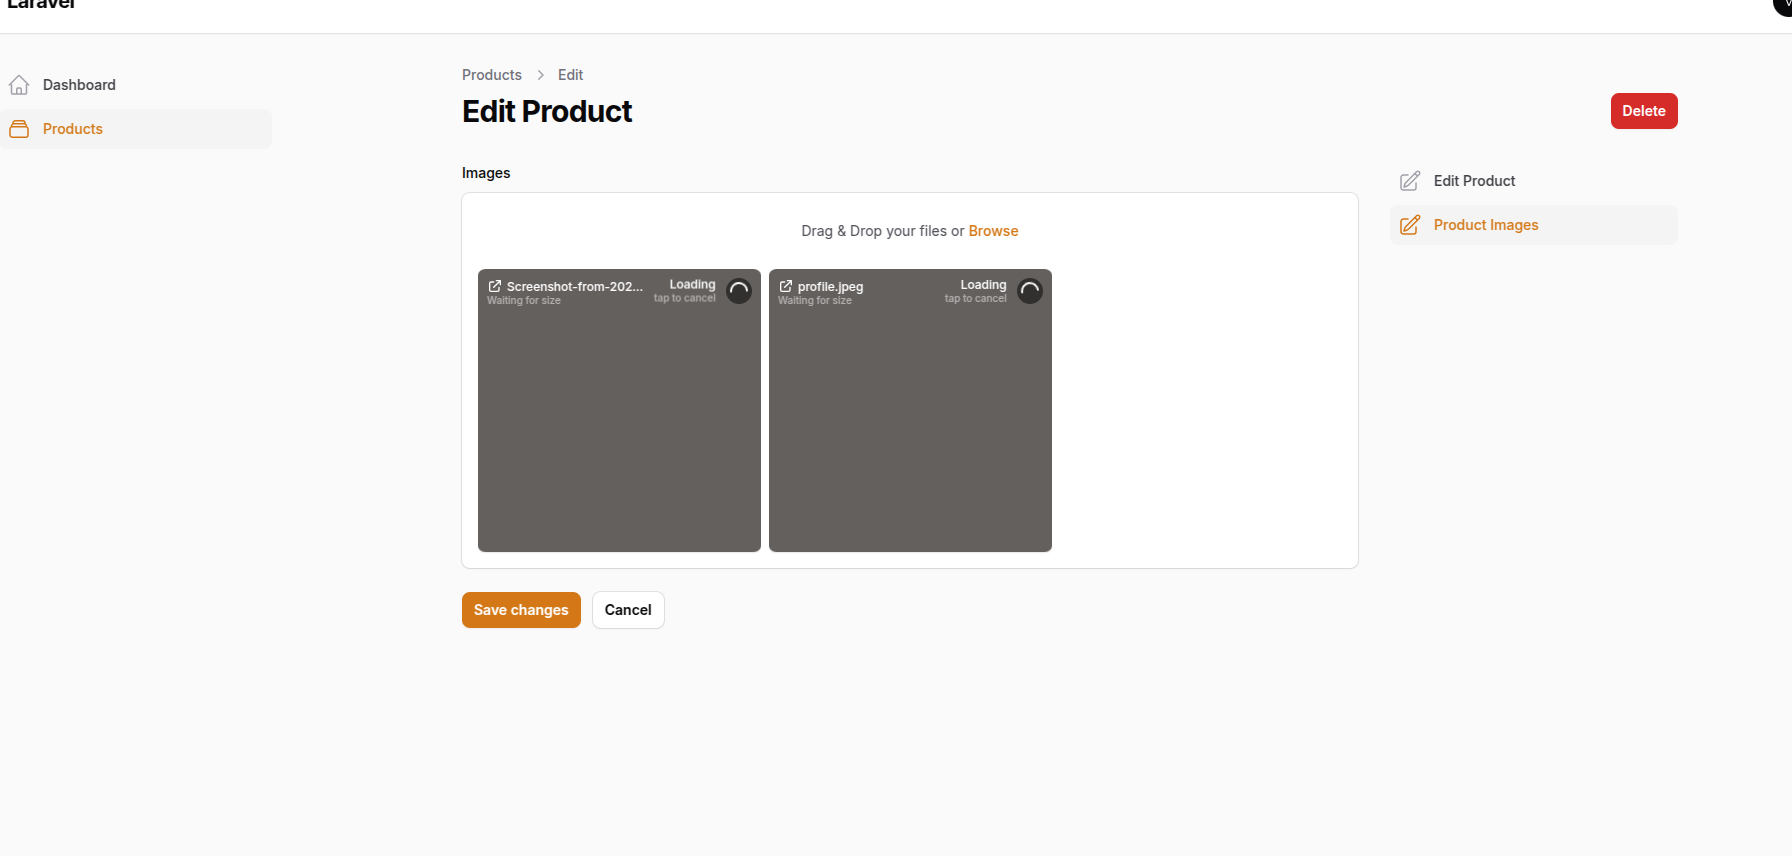 Laravel
Dashboard
Products
Products > Edit
Edit Product
Delete
Images
Drag & Drop your files or Browse
Screenshot-from-202...
Waiting for size
Loading
tap to cancel
profile.jpeg
Waiting for size
Loading
tap to cancel
Save changes
Cancel
Edit Product
Product Images